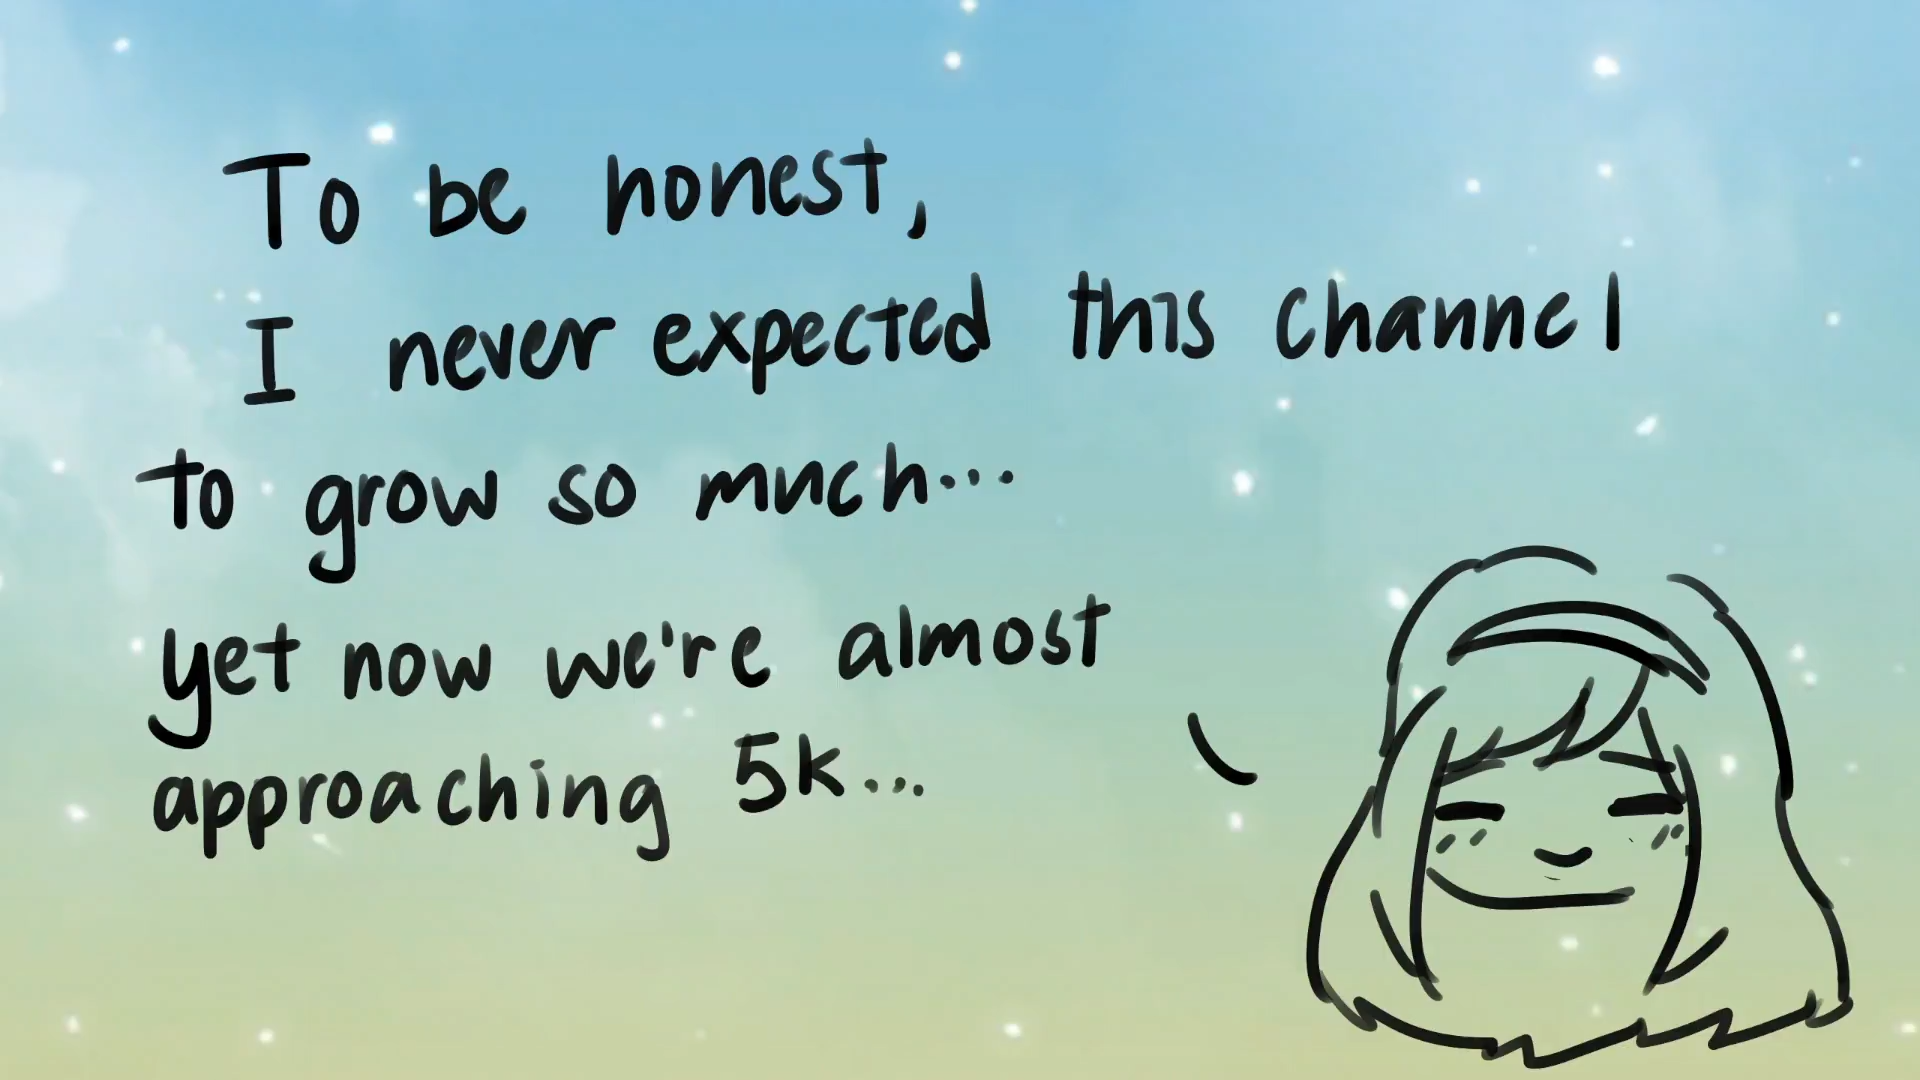 To be honest,
I never expected this channel
to grow so much...
yet now we're almost
approaching 5k...